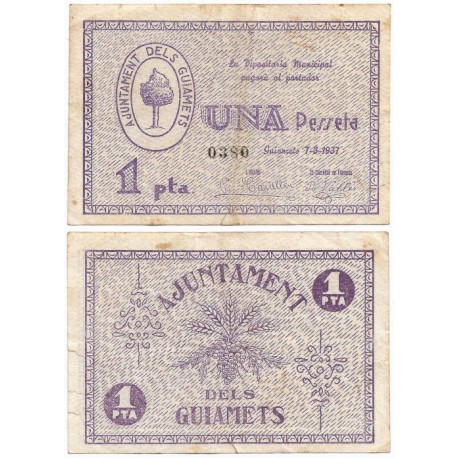 AJUNTAMENT DELS GUIAMETS
La Dipositaria Municipal
pagarà al portador
UNA Pesseta
0380
Guiamets 7-3-1937
1 pta
AJUNTAMENT
1 PTA
DELS
1 PTA
GUIAMETS